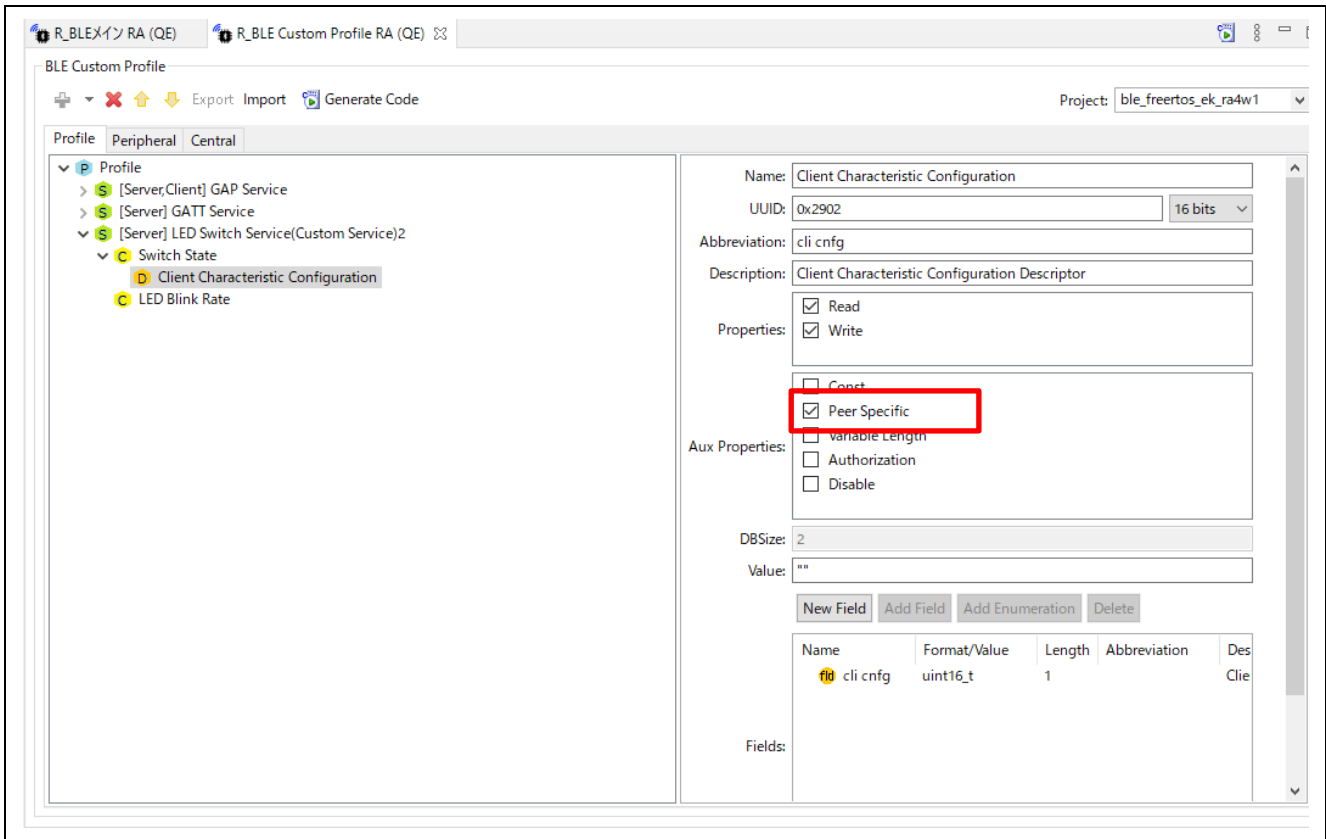 R_BLEメイン RA (QE) R_BLE Custom Profile RA (QE)
BLE Custom Profile
Export Import Generate Code Project: ble_freertos_ek_ra4w1
Profile Peripheral Central
P Profile
S [Server,Client] GAP Service
S [Server] GATT Service
S [Server] LED Switch Service(Custom Service)2
C Switch State
D Client Characteristic Configuration
C LED Blink Rate
Name: Client Characteristic Configuration
UUID: 0x2902 16 bits
Abbreviation: cli cnfg
Description: Client Characteristic Configuration Descriptor
Properties: Read
Write
Aux Properties: Const
Peer Specific
Variable Length
Authorization
Disable
DBSize: 2
Value: ""
New Field Add Field Add Enumeration Delete
Fields: Name Format/Value Length Abbreviation Des
fld cli cnfg uint16_t 1 Clie